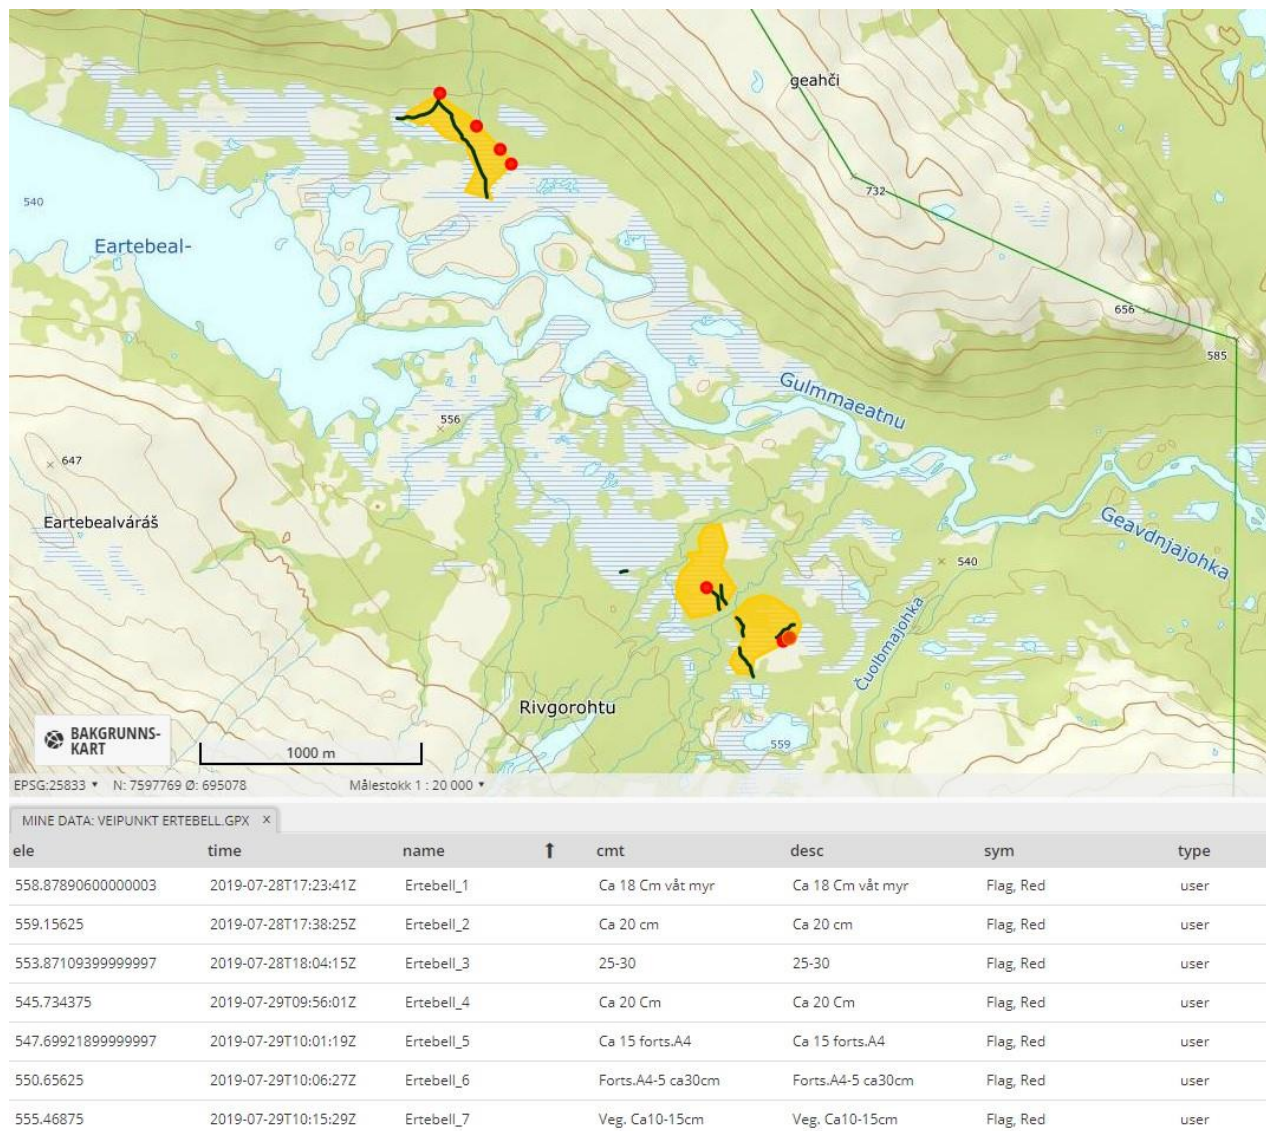 geahči
732
540
Eartebeal-
656
585
Gulmmaeatnu
556
647
Eartebealváráš
Geavdnjajohka
540
Čuolbmajohka
Rivgorohtu
559
BAKGRUNNS-
KART
1000 m
EPSG:25833 N: 7597769 Ø: 695078 Målestokk 1 : 20 000
MINE DATA: VEIPUNKT ERTEBELL.GPX X
ele time name cmt desc sym type
558.87890600000003 2019-07-28T17:23:41Z Ertebell_1 Ca 18 Cm våt myr Ca 18 Cm våt myr Flag, Red user
559.15625 2019-07-28T17:38:25Z Ertebell_2 Ca 20 cm Ca 20 cm Flag, Red user
553.87109399999997 2019-07-28T18:04:15Z Ertebell_3 25-30 25-30 Flag, Red user
545.734375 2019-07-29T09:56:01Z Ertebell_4 Ca 20 Cm Ca 20 Cm Flag, Red user
547.69921899999997 2019-07-29T10:01:19Z Ertebell_5 Ca 15 forts.A4 Ca 15 forts.A4 Flag, Red user
550.65625 2019-07-29T10:06:27Z Ertebell_6 Forts.A4-5 ca30cm Forts.A4-5 ca30cm Flag, Red user
555.46875 2019-07-29T10:15:29Z Ertebell_7 Veg. Ca10-15cm Veg. Ca10-15cm Flag, Red user